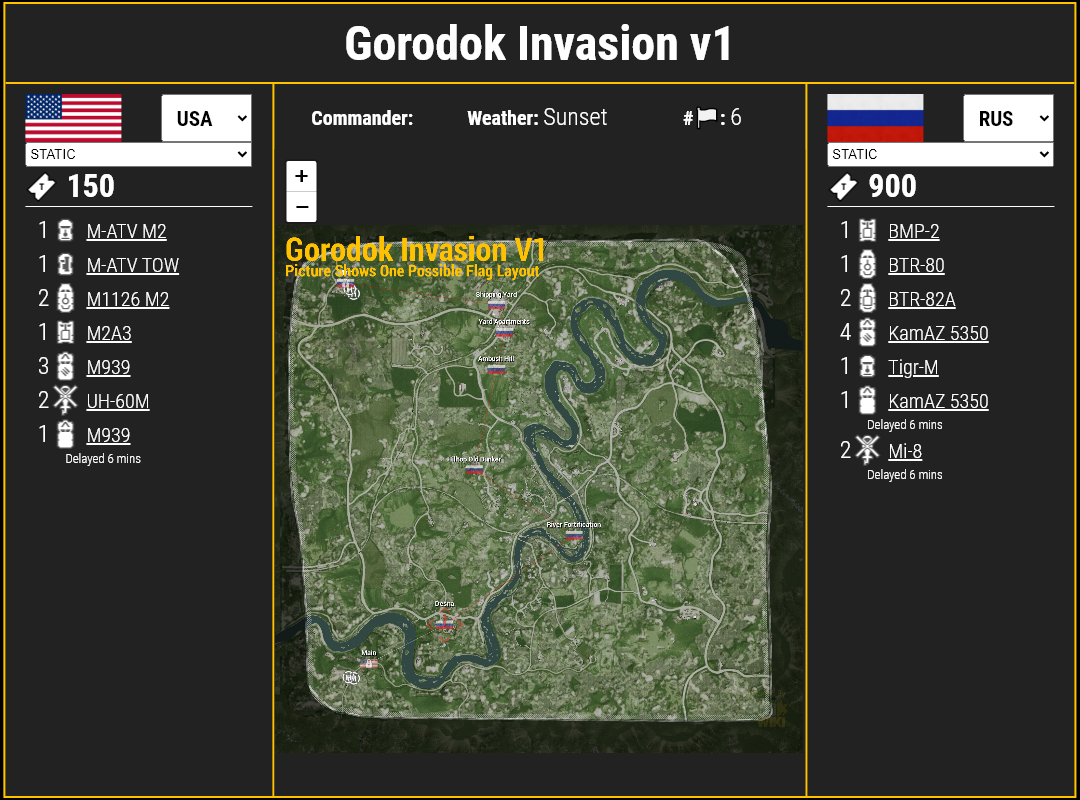 Gorodok Invasion v1
USA
STATIC
150
1 M-ATV M2
1 M-ATV TOW
2 M1126 M2
1 M2A3
3 M939
2 UH-60M
1 M939
Delayed 6 mins
Commander:
Weather: Sunset
# : 6
+
−
Gorodok Invasion V1
Picture Shows One Possible Flag Layout
Shipping Yard
Yard Apartments
Ambush Hill
Hilltop Old Bunker
River Fortification
Desna
Main
RUS
STATIC
900
1 BMP-2
1 BTR-80
2 BTR-82A
4 KamAZ 5350
1 Tigr-M
1 KamAZ 5350
Delayed 6 mins
2 Mi-8
Delayed 6 mins